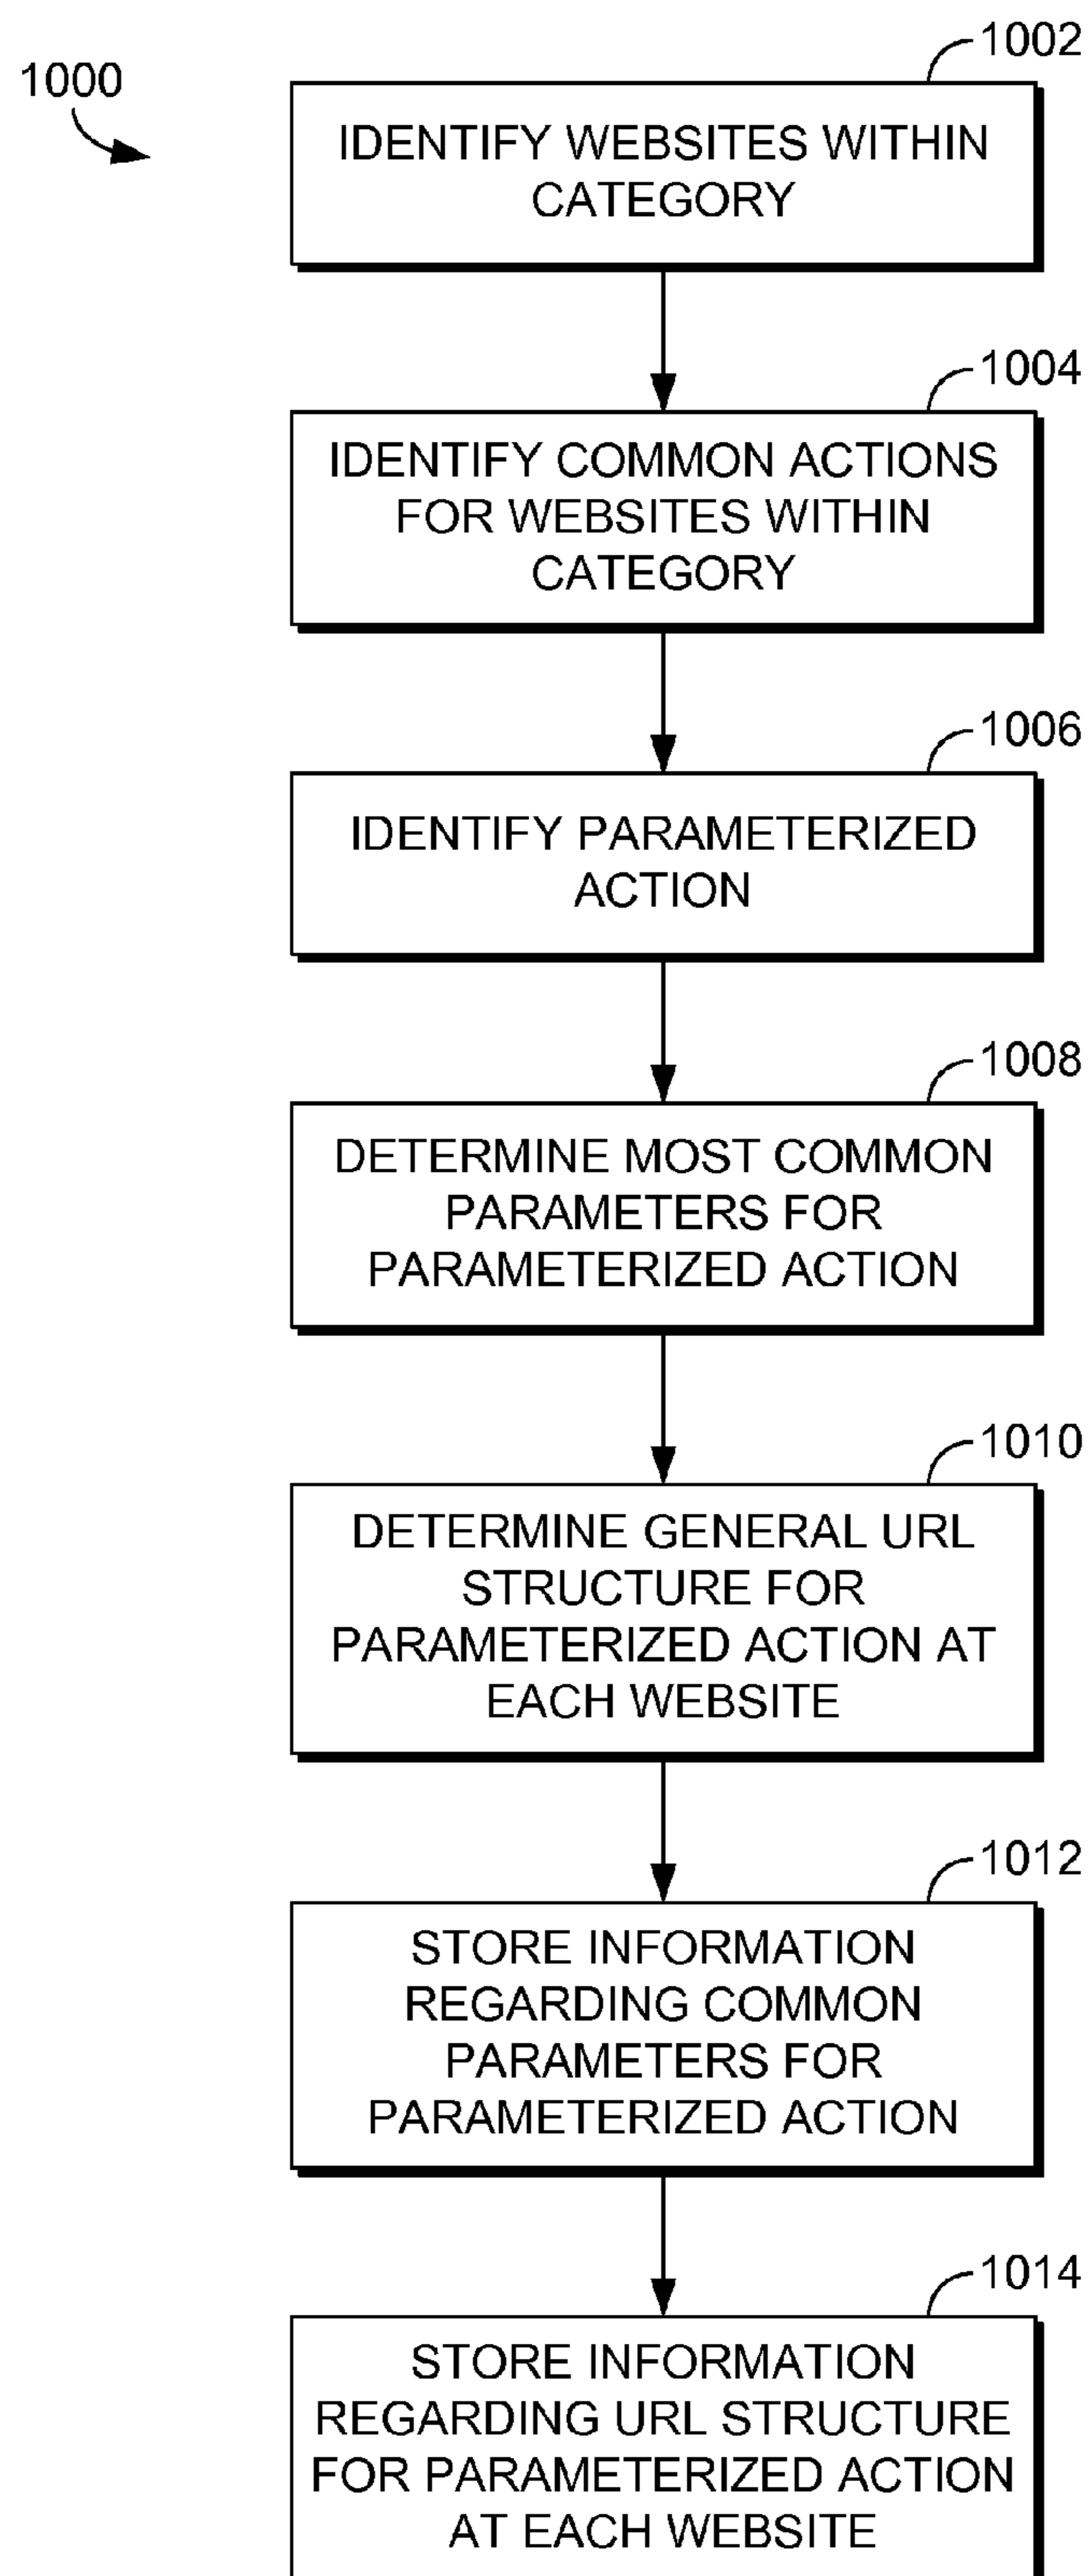 1000
1002
IDENTIFY WEBSITES WITHIN
CATEGORY
1004
IDENTIFY COMMON ACTIONS
FOR WEBSITES WITHIN
CATEGORY
1006
IDENTIFY PARAMETERIZED
ACTION
1008
DETERMINE MOST COMMON
PARAMETERS FOR
PARAMETERIZED ACTION
1010
DETERMINE GENERAL URL
STRUCTURE FOR
PARAMETERIZED ACTION AT
EACH WEBSITE
1012
STORE INFORMATION
REGARDING COMMON
PARAMETERS FOR
PARAMETERIZED ACTION
1014
STORE INFORMATION
REGARDING URL STRUCTURE
FOR PARAMETERIZED ACTION
AT EACH WEBSITE